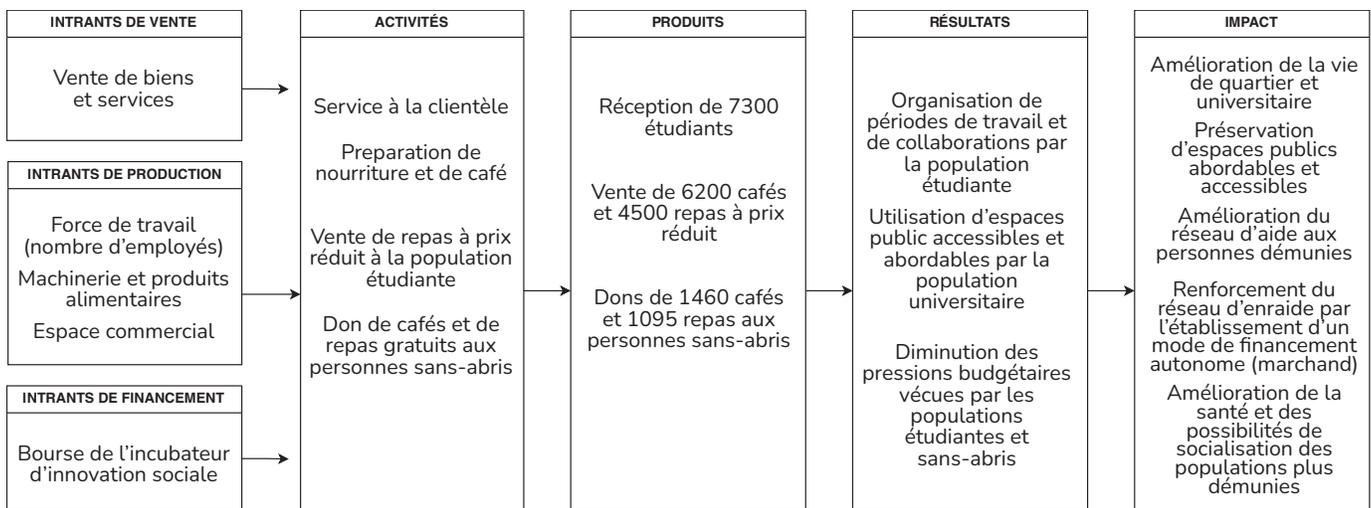 INTRANTS DE VENTE
Vente de biens
et services
INTRANTS DE PRODUCTION
Force de travail
(nombre d'employés)
Machinerie et produits
alimentaires
Espace commercial
INTRANTS DE FINANCEMENT
Bourse de l'incubateur
d'innovation sociale
ACTIVITÉS
Service à la clientèle
Preparation de
nourriture et de café
Vente de repas à prix
réduit à la population
étudiante
Don de cafés et de
repas gratuits aux
personnes sans-abris
PRODUITS
Réception de 7300
étudiants
Vente de 6200 cafés
et 4500 repas à prix
réduit
Dons de 1460 cafés
et 1095 repas aux
personnes sans-abris
RÉSULTATS
Organisation de
périodes de travail et
de collaborations par
la population
étudiante
Utilisation d'espaces
public accessibles et
abordables par la
population
universitaire
Diminution des
pressions budgétaires
vécues par les
populations
étudiantes et
sans-abris
IMPACT
Amélioration de la vie
de quartier et
universitaire
Préservation
d'espaces publics
abordables et
accessibles
Amélioration du
réseau d'aide aux
personnes démunies
Renforcement du
réseau d'enraide par
l'établissement d'un
mode de financement
autonome (marchand)
Amélioration de la
santé et des
possibilités de
socialisation des
populations plus
démunies